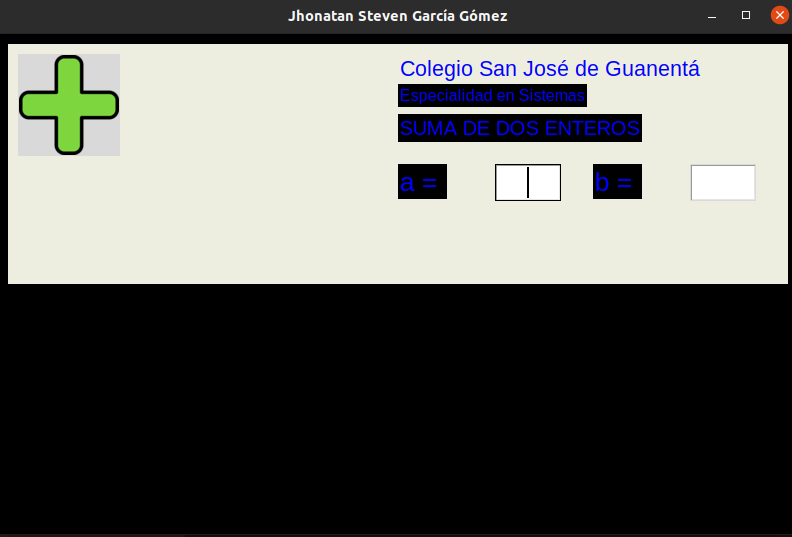 Jhonatan Steven García Gómez
Colegio San José de Guanentá
Especialidad en Sistemas
SUMA DE DOS ENTEROS
a = b =